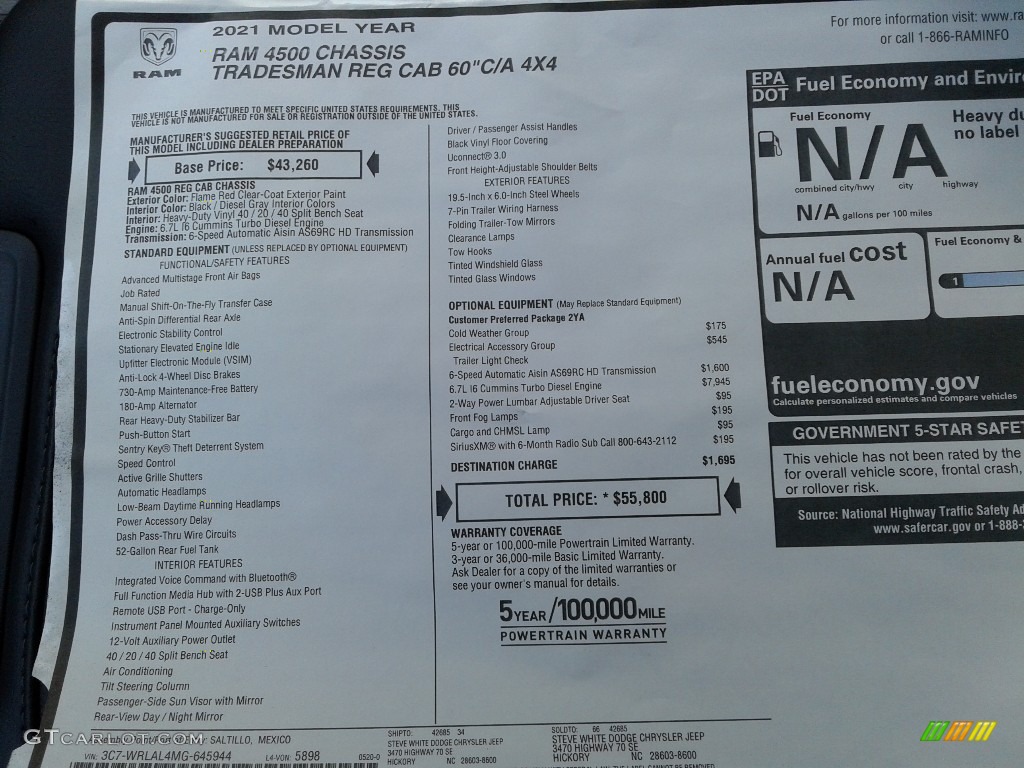 RAM
2021 MODEL YEAR
RAM 4500 CHASSIS
TRADESMAN REG CAB 60"C/A 4X4
THIS VEHICLE IS MANUFACTURED TO MEET SPECIFIC UNITED STATES REQUIREMENTS. THIS
VEHICLE IS NOT MANUFACTURED FOR SALE OR REGISTRATION OUTSIDE OF THE UNITED STATES.
MANUFACTURER'S SUGGESTED RETAIL PRICE OF
THIS MODEL INCLUDING DEALER PREPARATION
Base Price: $43,260
RAM 4500 REG CAB CHASSIS
Exterior Color: Flame Red Clear-Coat Exterior Paint
Interior Color: Black / Diesel Gray Interior Colors
Interior: Heavy-Duty Vinyl 40 / 20 / 40 Split Bench Seat
Engine: 6.7L I6 Cummins Turbo Diesel Engine
Transmission: 6-Speed Automatic Aisin AS69RC HD Transmission
STANDARD EQUIPMENT (UNLESS REPLACED BY OPTIONAL EQUIPMENT)
FUNCTIONAL/SAFETY FEATURES
Advanced Multistage Front Air Bags
Job Rated
Manual Shift-On-The-Fly Transfer Case
Anti-Spin Differential Rear Axle
Electronic Stability Control
Stationary Elevated Engine Idle
Upfitter Electronic Module (VSIM)
Anti-Lock 4-Wheel Disc Brakes
730-Amp Maintenance-Free Battery
180-Amp Alternator
Rear Heavy-Duty Stabilizer Bar
Push-Button Start
Sentry Key® Theft Deterrent System
Speed Control
Active Grille Shutters
Automatic Headlamps
Low-Beam Daytime Running Headlamps
Power Accessory Delay
Dash Pass-Thru Wire Circuits
52-Gallon Rear Fuel Tank
INTERIOR FEATURES
Integrated Voice Command with Bluetooth®
Full Function Media Hub with 2-USB Plus Aux Port
Remote USB Port - Charge-Only
Instrument Panel Mounted Auxiliary Switches
12-Volt Auxiliary Power Outlet
40 / 20 / 40 Split Bench Seat
Air Conditioning
Tilt Steering Column
Passenger-Side Sun Visor with Mirror
Rear-View Day / Night Mirror
Driver / Passenger Assist Handles
Black Vinyl Floor Covering
Uconnect® 3.0
Front Height-Adjustable Shoulder Belts
EXTERIOR FEATURES
19.5-Inch x 6.0-Inch Steel Wheels
7-Pin Trailer Wiring Harness
Folding Trailer-Tow Mirrors
Clearance Lamps
Tow Hooks
Tinted Windshield Glass
Tinted Glass Windows
OPTIONAL EQUIPMENT (May Replace Standard Equipment)
Customer Preferred Package 2YA
Cold Weather Group $175
Electrical Accessory Group $545
Trailer Light Check
6-Speed Automatic Aisin AS69RC HD Transmission $1,600
6.7L I6 Cummins Turbo Diesel Engine $7,945
2-Way Power Lumbar Adjustable Driver Seat $95
Front Fog Lamps $195
Cargo and CHMSL Lamp $95
SiriusXM® with 6-Month Radio Sub Call 800-643-2112 $195
DESTINATION CHARGE $1,695
TOTAL PRICE: * $55,800
WARRANTY COVERAGE
5-year or 100,000-mile Powertrain Limited Warranty.
3-year or 36,000-mile Basic Limited Warranty.
Ask Dealer for a copy of the limited warranties or
see your owner's manual for details.
5 YEAR/100,000 MILE
POWERTRAIN WARRANTY
For more information visit: www.ra
or call 1-866-RAMINFO
EPA
DOT
Fuel Economy and Enviro
Fuel Economy
N/A
Heavy du
no label
combined city/hwy city highway
N/A gallons per 100 miles
Annual fuel cost
N/A
Fuel Economy &
1
fueleconomy.gov
Calculate personalized estimates and compare vehicles
GOVERNMENT 5-STAR SAFET
This vehicle has not been rated by the
for overall vehicle score, frontal crash,
or rollover risk.
Source: National Highway Traffic Safety Ad
www.safercar.gov or 1-888-
SALTILLO, MEXICO
VIN: 3C7-WRLAL4MG-645944 L4-VON: 5898 0520-0
SHIPTO: 42685 34
STEVE WHITE DODGE CHRYSLER JEEP
3470 HIGHWAY 70 SE
HICKORY NC 28603-8600
SOLDTO: 66 42685
STEVE WHITE DODGE CHRYSLER JEEP
3470 HIGHWAY 70 SE
HICKORY NC 28603-8600
GTcarlot.com